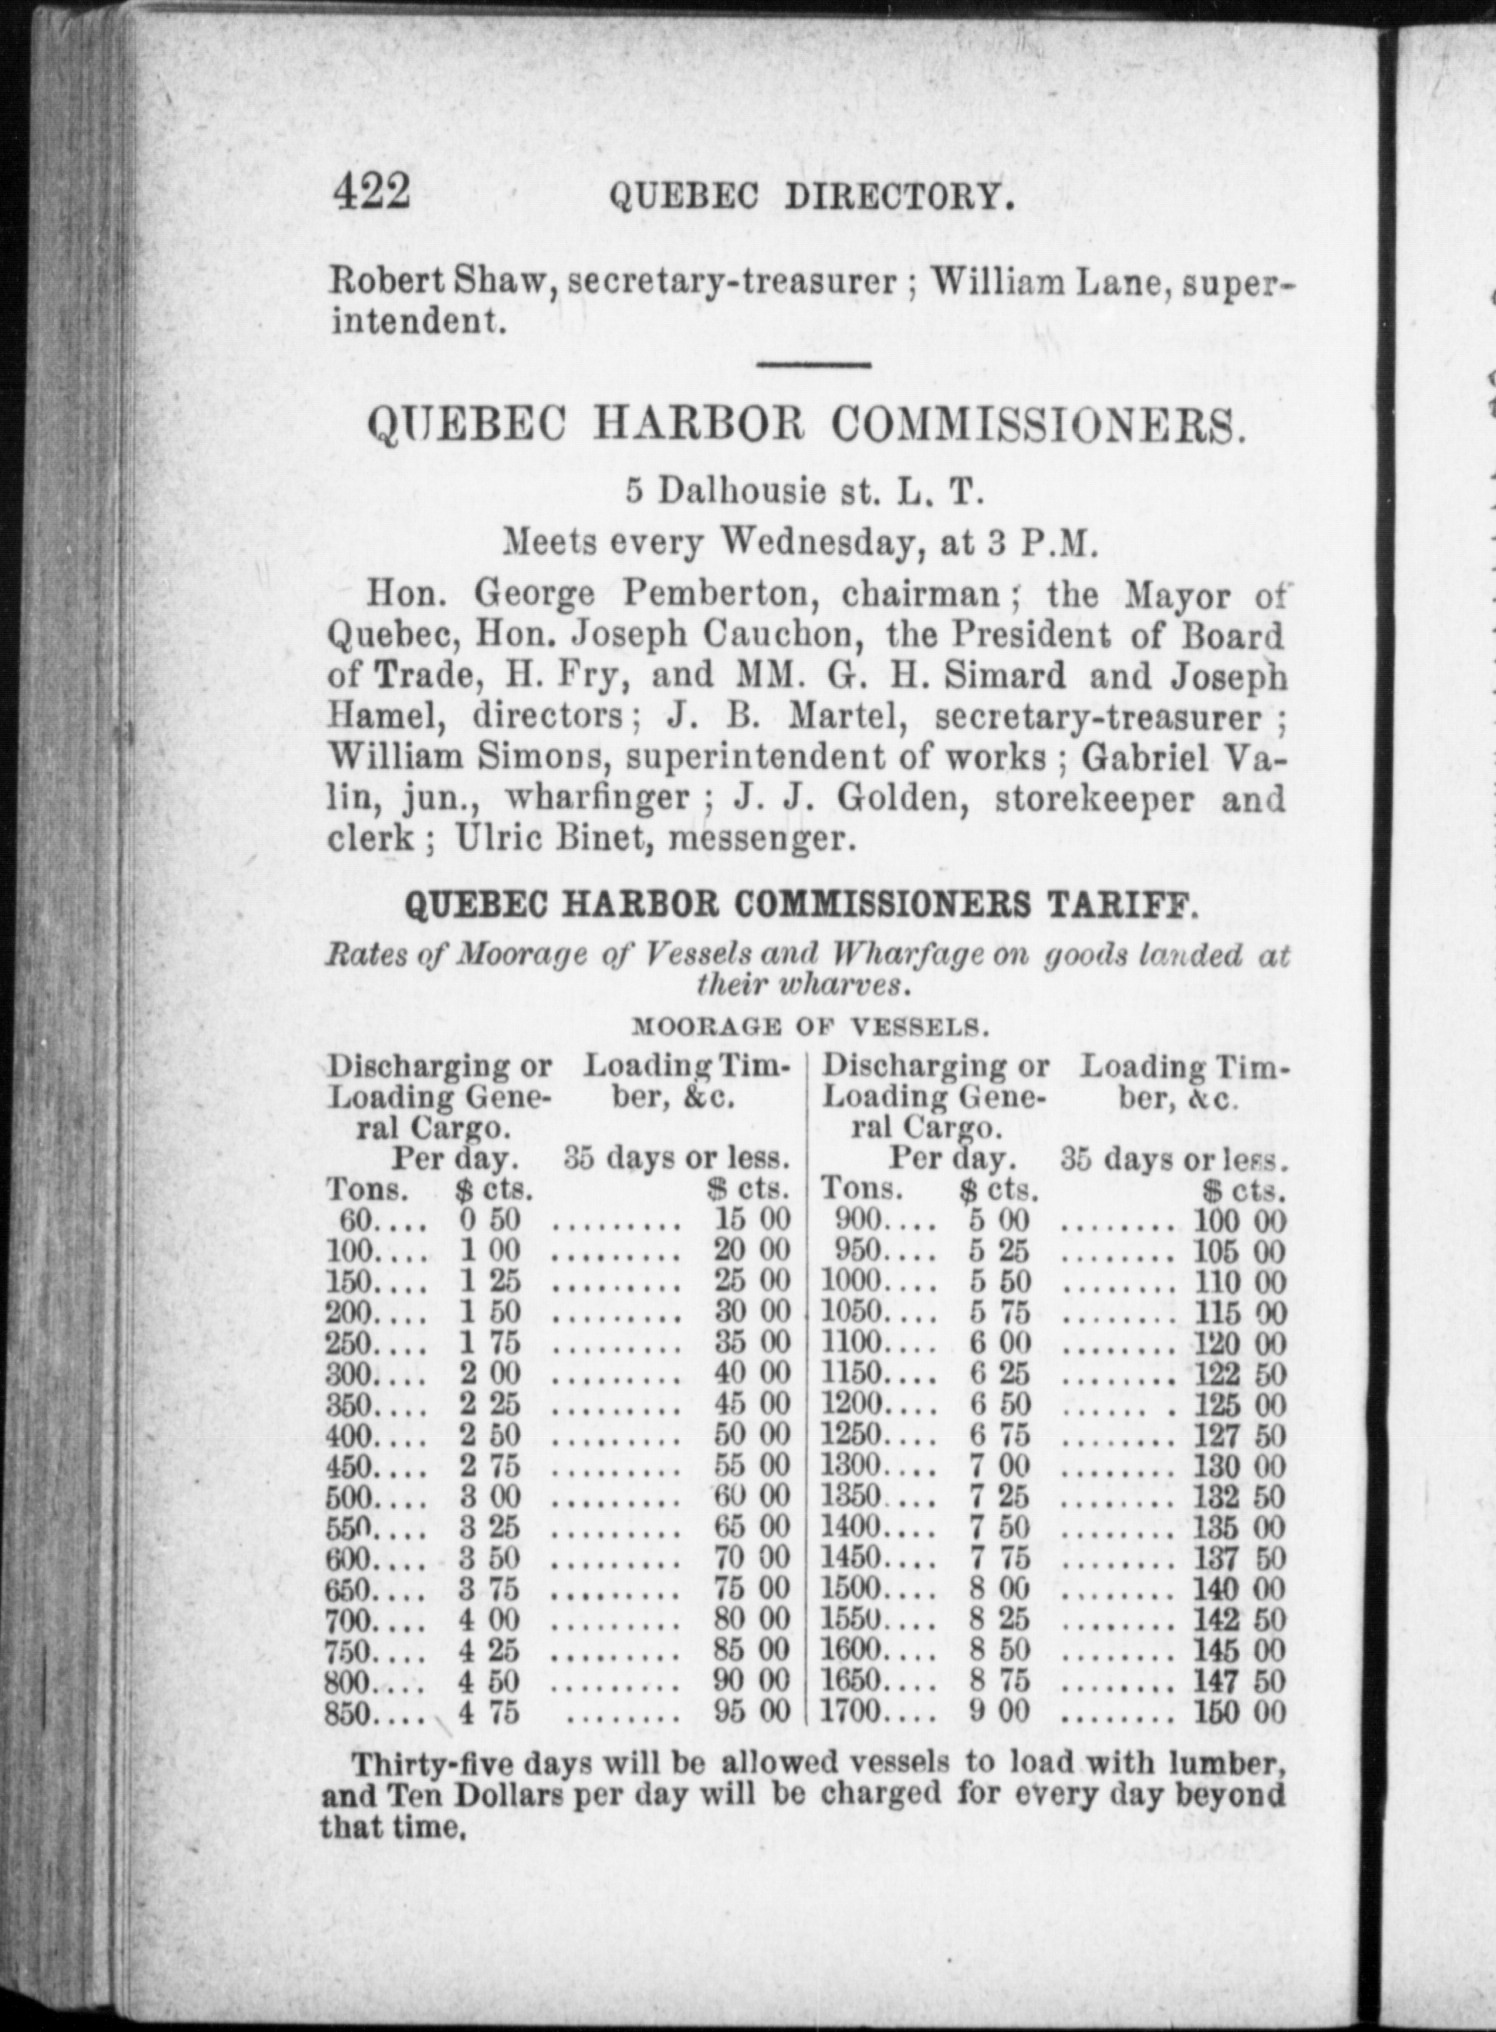 422 QUEBEC DIRECTORY.
Robert Shaw, secretary-treasurer ; William Lane, super-
intendent.
QUEBEC HARBOR COMMISSIONERS.
5 Dalhousie st. L. T.
Meets every Wednesday, at 3 P.M.
Hon. George Pemberton, chairman ; the Mayor of
Quebec, Hon. Joseph Cauchon, the President of Board
of Trade, H. Fry, and MM. G. H. Simard and Joseph
Hamel, directors ; J. B. Martel, secretary-treasurer ;
William Simons, superintendent of works ; Gabriel Va-
lin, jun., wharfinger ; J. J. Golden, storekeeper and
clerk ; Ulric Binet, messenger.
QUEBEC HARBOR COMMISSIONERS TARIFF.
Rates of Moorage of Vessels and Wharfage on goods landed at
their wharves.
MOORAGE OF VESSELS.
Discharging or Loading Tim- Discharging or Loading Tim-
Loading Gene- ber, &c. Loading Gene- ber, &c.
ral Cargo. ral Cargo.
Per day. 35 days or less. Per day. 35 days or less.
Tons. $ cts. $ cts. Tons. $ cts. $ cts.
60.... 0 50 ......... 15 00 900.... 5 00 ........ 100 00
100.... 1 00 ......... 20 00 950.... 5 25 ........ 105 00
150.... 1 25 ......... 25 00 1000.... 5 50 ........ 110 00
200.... 1 50 ......... 30 00 1050.... 5 75 ........ 115 00
250.... 1 75 ......... 35 00 1100.... 6 00 ........ 120 00
300.... 2 00 ......... 40 00 1150.... 6 25 ........ 122 50
350.... 2 25 ......... 45 00 1200.... 6 50 ...... . 125 00
400.... 2 50 ......... 50 00 1250.... 6 75 ........ 127 50
450.... 2 75 ......... 55 00 1300.... 7 00 ........ 130 00
500.... 3 00 ......... 60 00 1350.... 7 25 ........ 132 50
550.... 3 25 ......... 65 00 1400.... 7 50 ........ 135 00
600.... 3 50 ......... 70 00 1450.... 7 75 ........ 137 50
650.... 3 75 ......... 75 00 1500.... 8 00 ........ 140 00
700.... 4 00 ......... 80 00 1550.... 8 25 ........ 142 50
750.... 4 25 ......... 85 00 1600.... 8 50 ........ 145 00
800.... 4 50 ......... 90 00 1650.... 8 75 ........ 147 50
850.... 4 75 ........ 95 00 1700.... 9 00 ........ 150 00
Thirty-five days will be allowed vessels to load with lumber,
and Ten Dollars per day will be charged for every day beyond
that time.